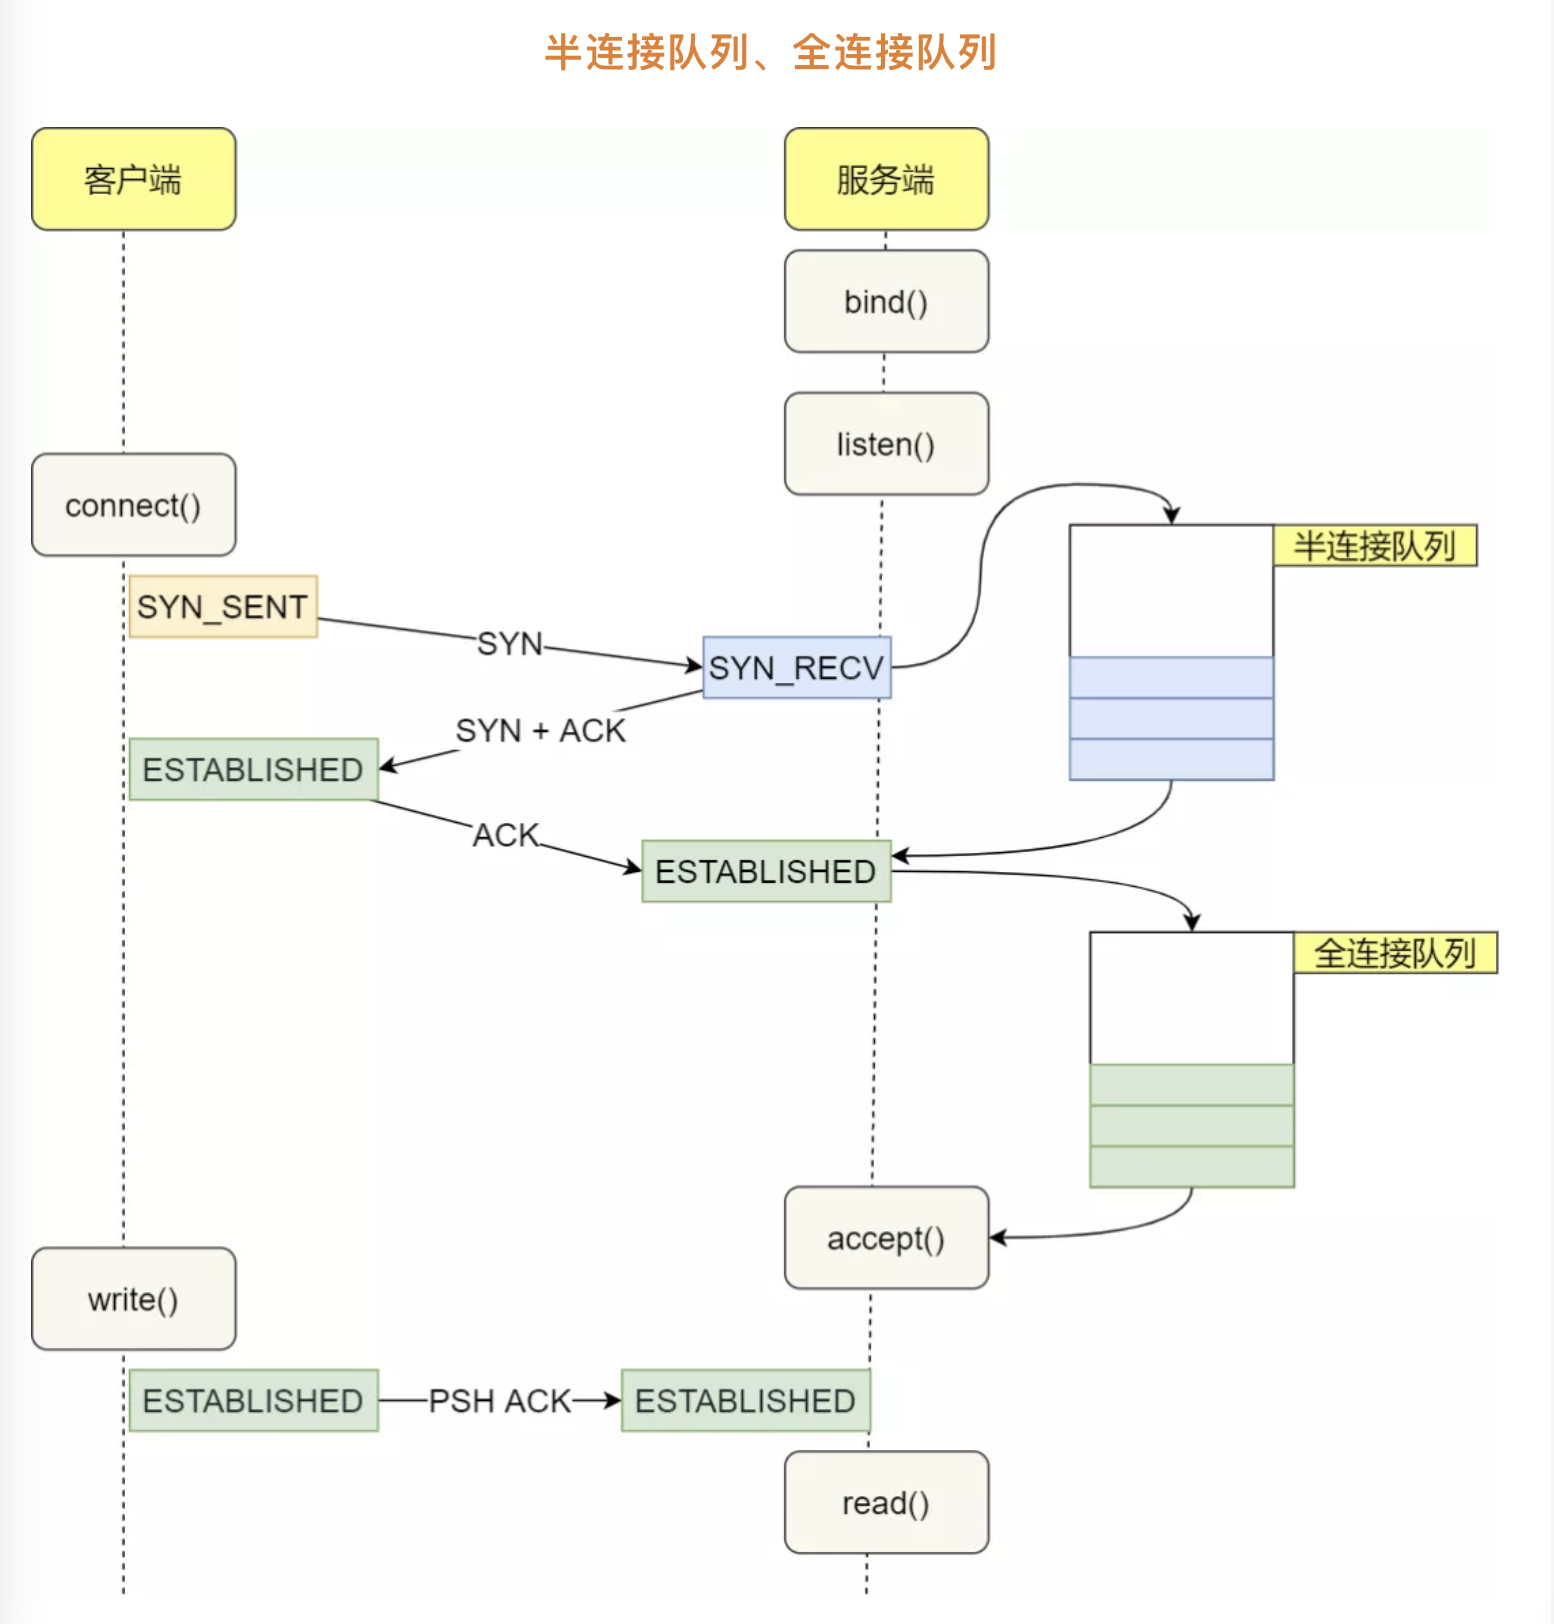 半连接队列、全连接队列
客户端
服务端
bind()
listen()
connect()
半连接队列
SYN_SENT
SYN
SYN_RECV
SYN + ACK
ESTABLISHED
ACK
ESTABLISHED
全连接队列
accept()
write()
ESTABLISHED
PSH ACK
ESTABLISHED
read()